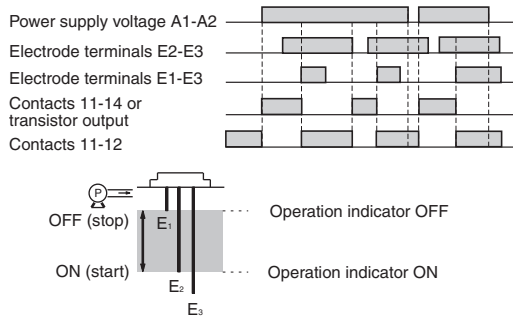 Power supply voltage A1-A2
Electrode terminals E2-E3
Electrode terminals E1-E3
Contacts 11-14 or
transistor output
Contacts 11-12
P
OFF (stop)
E1
Operation indicator OFF
ON (start)
E2
Operation indicator ON
E3